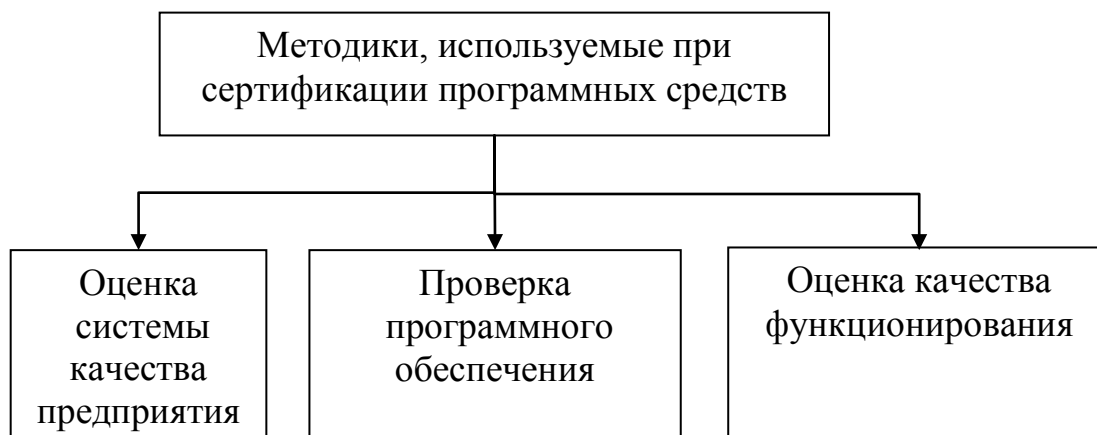 Методики, используемые при
сертификации программных средств
Оценка
системы
качества
предприятия
Проверка
программного
обеспечения
Оценка качества
функционирования